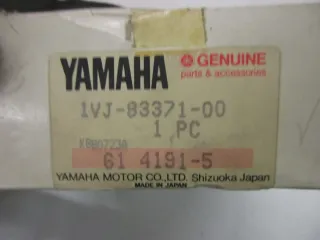 YAMAHA GENUINE
parts & accessories
1VJ-83371-00
1 PC
61 4191-5
YAMAHA MOTOR CO.,LTD. Shizuoka Japan
MADE IN JAPAN